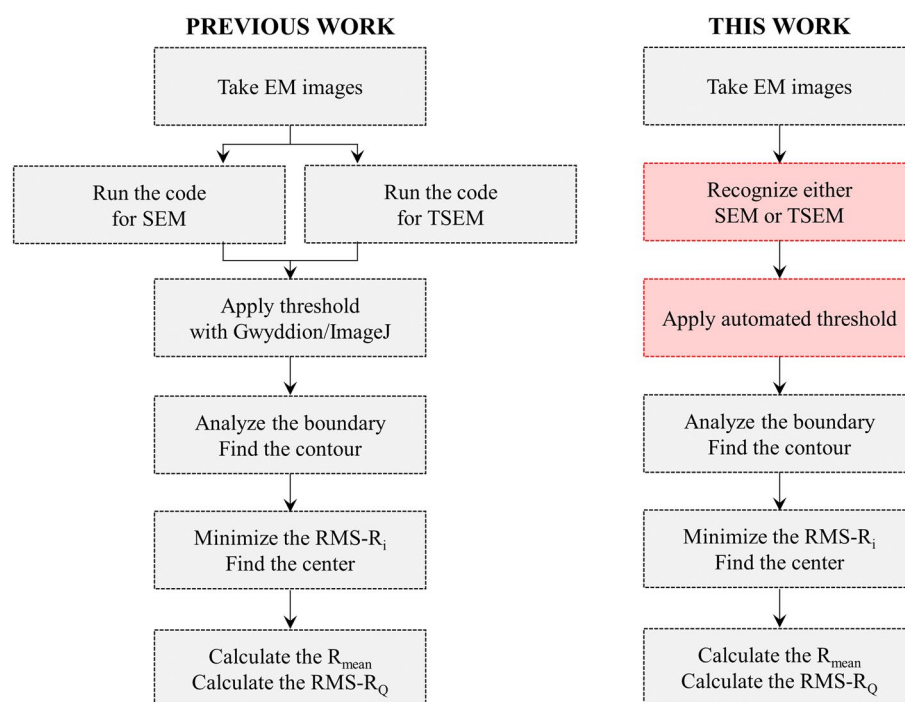 PREVIOUS WORK
Take EM images
Run the code
for SEM
Run the code
for TSEM
Apply threshold
with Gwyddion/ImageJ
Analyze the boundary
Find the contour
Minimize the RMS-Ri
Find the center
Calculate the Rmean
Calculate the RMS-RQ
THIS WORK
Take EM images
Recognize either
SEM or TSEM
Apply automated threshold
Analyze the boundary
Find the contour
Minimize the RMS-Ri
Find the center
Calculate the Rmean
Calculate the RMS-RQ